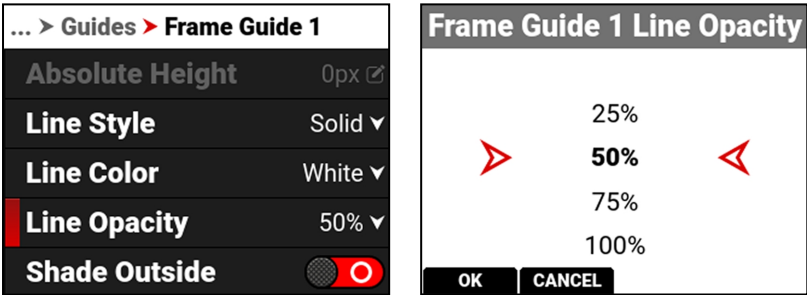 ... > Guides > Frame Guide 1
Absolute Height 0px
Line Style Solid
Line Color White
Line Opacity 50%
Shade Outside
Frame Guide 1 Line Opacity
25%
50%
75%
100%
OK CANCEL